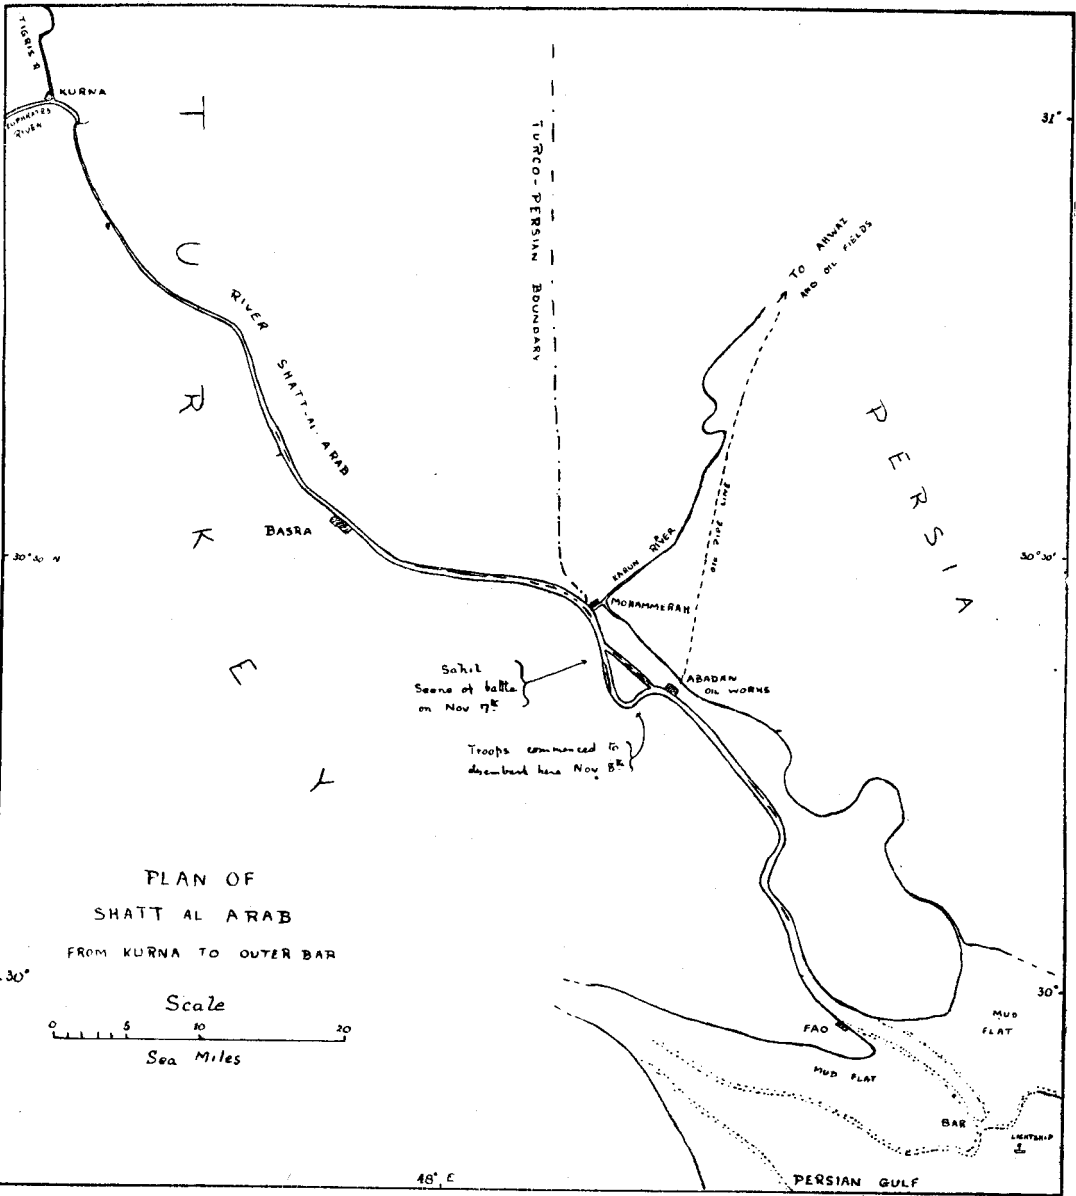 TIGRIS R
KURNA
EUPHRATES
RIVER
TURKEY
31°
TURCO-PERSIAN BOUNDARY
TO AHWAZ
AND OIL FIELDS
RIVER SHATT-AL-ARAB
PERSIA
BASRA
30°30 N
30°30'
KARUN RIVER
OIL PIPE LINE
MOHAMMERAH
Sahil
Scene of battle
on Nov 7th
ABADAN
OIL WORKS
Troops commenced to
disembark here Nov. 8th
PLAN OF
SHATT AL ARAB
FROM KURNA TO OUTER BAR
30°
30°
Scale
0 5 10 20
Sea Miles
FAO
MUD
FLAT
MUD FLAT
BAR
LIGHTSHIP
48° E
PERSIAN GULF